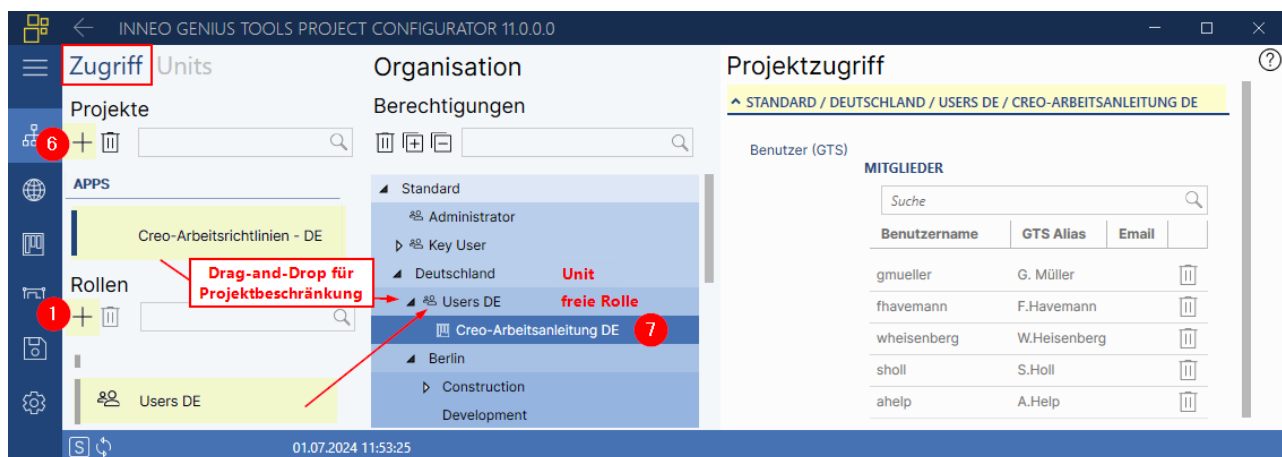 INNEO GENIUS TOOLS PROJECT CONFIGURATOR 11.0.0.0
Zugriff Units
Projekte
6
APPS
Creo-Arbeitsrichtlinien - DE
Drag-and-Drop für
Projektbeschränkung
Rollen
1
Users DE
Organisation
Berechtigungen
Standard
Administrator
Key User
Deutschland Unit
Users DE freie Rolle
Creo-Arbeitsanleitung DE 7
Berlin
Construction
Development
Projektzugriff
STANDARD / DEUTSCHLAND / USERS DE / CREO-ARBEITSANLEITUNG DE
Benutzer (GTS)
MITGLIEDER
Suche
Benutzername GTS Alias Email
gmueller G. Müller
fhavemann F.Havemann
wheisenberg W.Heisenberg
sholl S.Holl
ahelp A.Help
S 01.07.2024 11:53:25